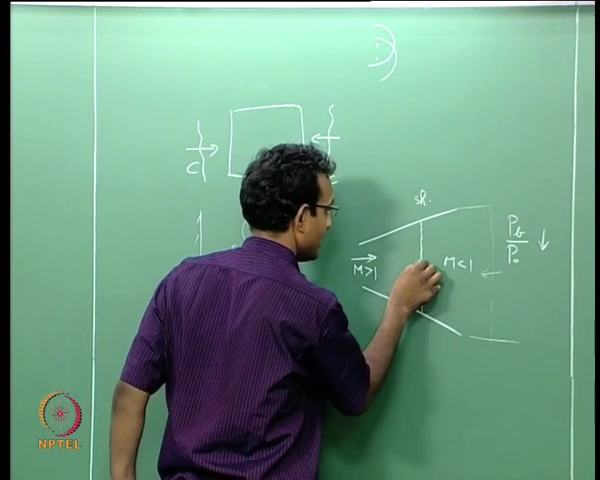 C
sh.
M>1
M<1
P_b
P_o
↓
NPTEL